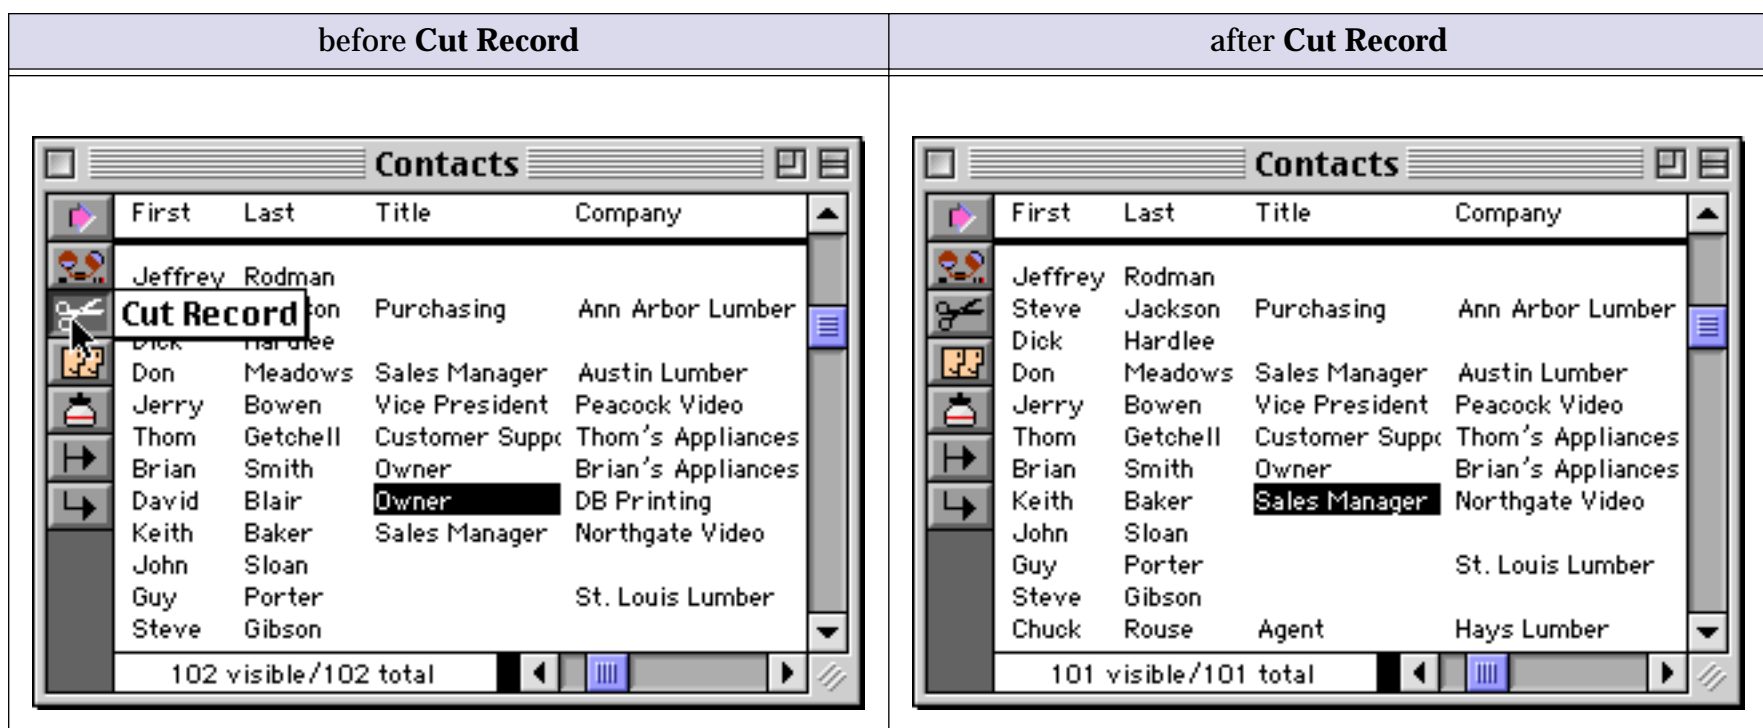 before Cut Record
after Cut Record
Contacts
First Last Title Company
Jeffrey Rodman
Cut Record on Purchasing Ann Arbor Lumber
Dick Hardlee
Don Meadows Sales Manager Austin Lumber
Jerry Bowen Vice President Peacock Video
Thom Getchell Customer Suppo Thom's Appliances
Brian Smith Owner Brian's Appliances
David Blair Owner DB Printing
Keith Baker Sales Manager Northgate Video
John Sloan
Guy Porter St. Louis Lumber
Steve Gibson
102 visible/102 total
Contacts
First Last Title Company
Jeffrey Rodman
Steve Jackson Purchasing Ann Arbor Lumber
Dick Hardlee
Don Meadows Sales Manager Austin Lumber
Jerry Bowen Vice President Peacock Video
Thom Getchell Customer Suppo Thom's Appliances
Brian Smith Owner Brian's Appliances
Keith Baker Sales Manager Northgate Video
John Sloan
Guy Porter St. Louis Lumber
Steve Gibson
Chuck Rouse Agent Hays Lumber
101 visible/101 total